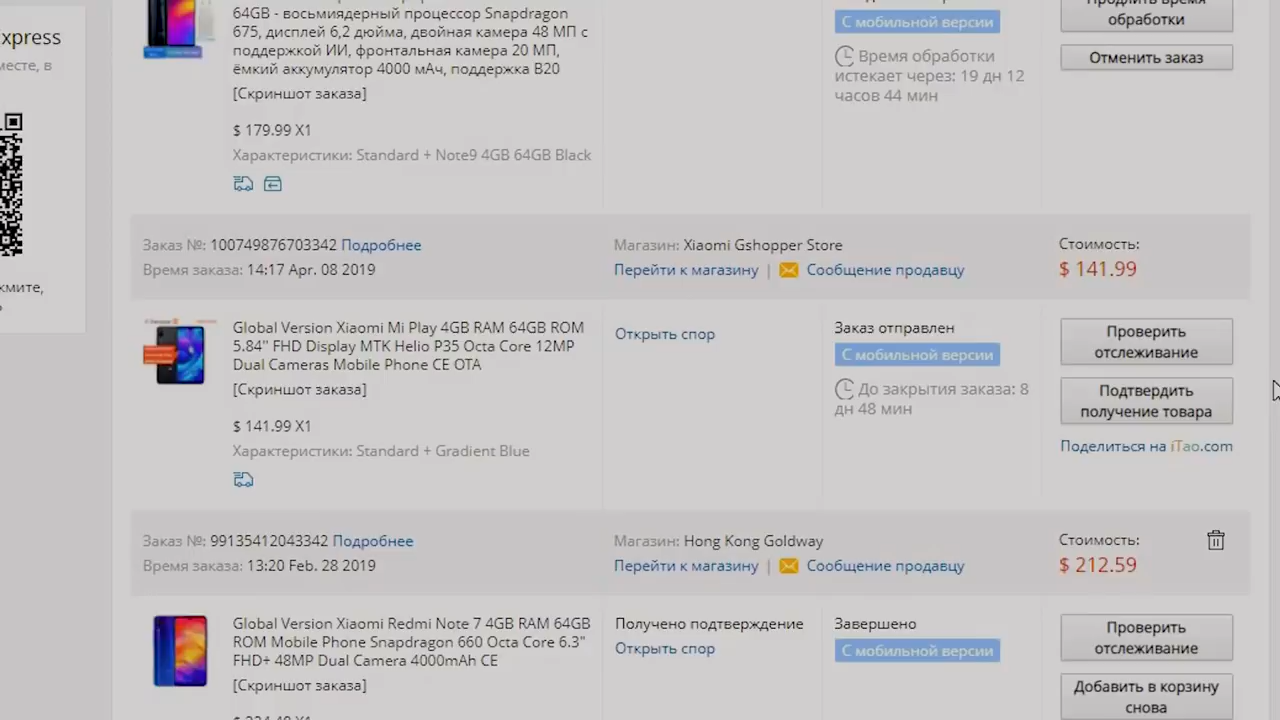 xpress
месте, в
жмите,
64GB - восьмиядерный процессор Snapdragon
675, дисплей 6,2 дюйма, двойная камера 48 МП с
поддержкой ИИ, фронтальная камера 20 МП,
ёмкий аккумулятор 4000 мАч, поддержка B20
[Скриншот заказа]
$ 179.99 X1
Характеристики: Standard + Note9 4GB 64GB Black
С мобильной версии
Время обработки
истекает через: 19 дн 12
часов 44 мин
Продлить время
обработки
Отменить заказ
Заказ №: 100749876703342 Подробнее
Время заказа: 14:17 Apr. 08 2019
Магазин: Xiaomi Gshopper Store
Перейти к магазину | Сообщение продавцу
Стоимость:
$ 141.99
Global Version Xiaomi Mi Play 4GB RAM 64GB ROM
5.84'' FHD Display MTK Helio P35 Octa Core 12MP
Dual Cameras Mobile Phone CE OTA
[Скриншот заказа]
$ 141.99 X1
Характеристики: Standard + Gradient Blue
Открыть спор
Заказ отправлен
С мобильной версии
До закрытия заказа: 8
дн 48 мин
Проверить
отслеживание
Подтвердить
получение товара
Поделиться на iTao.com
Заказ №: 99135412043342 Подробнее
Время заказа: 13:20 Feb. 28 2019
Магазин: Hong Kong Goldway
Перейти к магазину | Сообщение продавцу
Стоимость:
$ 212.59
Global Version Xiaomi Redmi Note 7 4GB RAM 64GB
ROM Mobile Phone Snapdragon 660 Octa Core 6.3"
FHD+ 48MP Dual Camera 4000mAh CE
[Скриншот заказа]
Получено подтверждение
Открыть спор
Завершено
С мобильной версии
Проверить
отслеживание
Добавить в корзину
снова